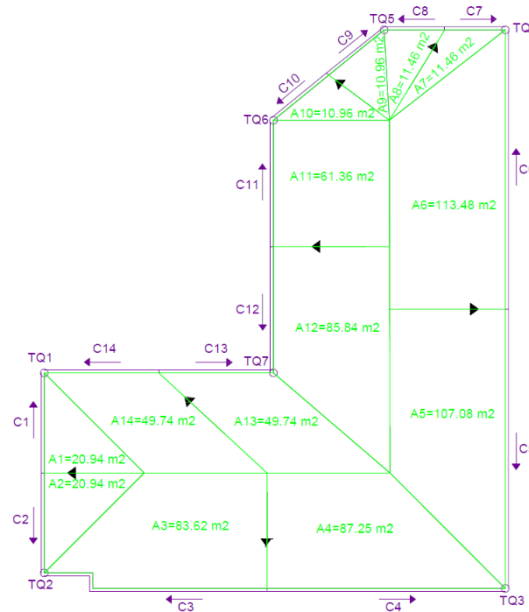 TQ5
C8
C7
TQ
C9
C10
A9=10.96 m2
A8=11.46 m2
A7=11.46 m2
TQ6
A10=10.96 m2
A11=61.36 m2
C11
A6=113.48 m2
C12
A12=85.84 m2
TQ1
C14
C13
TQ7
C1
A14=49.74 m2
A13=49.74 m2
A5=107.08 m2
A1=20.94 m2
A2=20.94 m2
C2
A3=83.62 m2
A4=87.25 m2
TQ2
TQ3
C3
C4